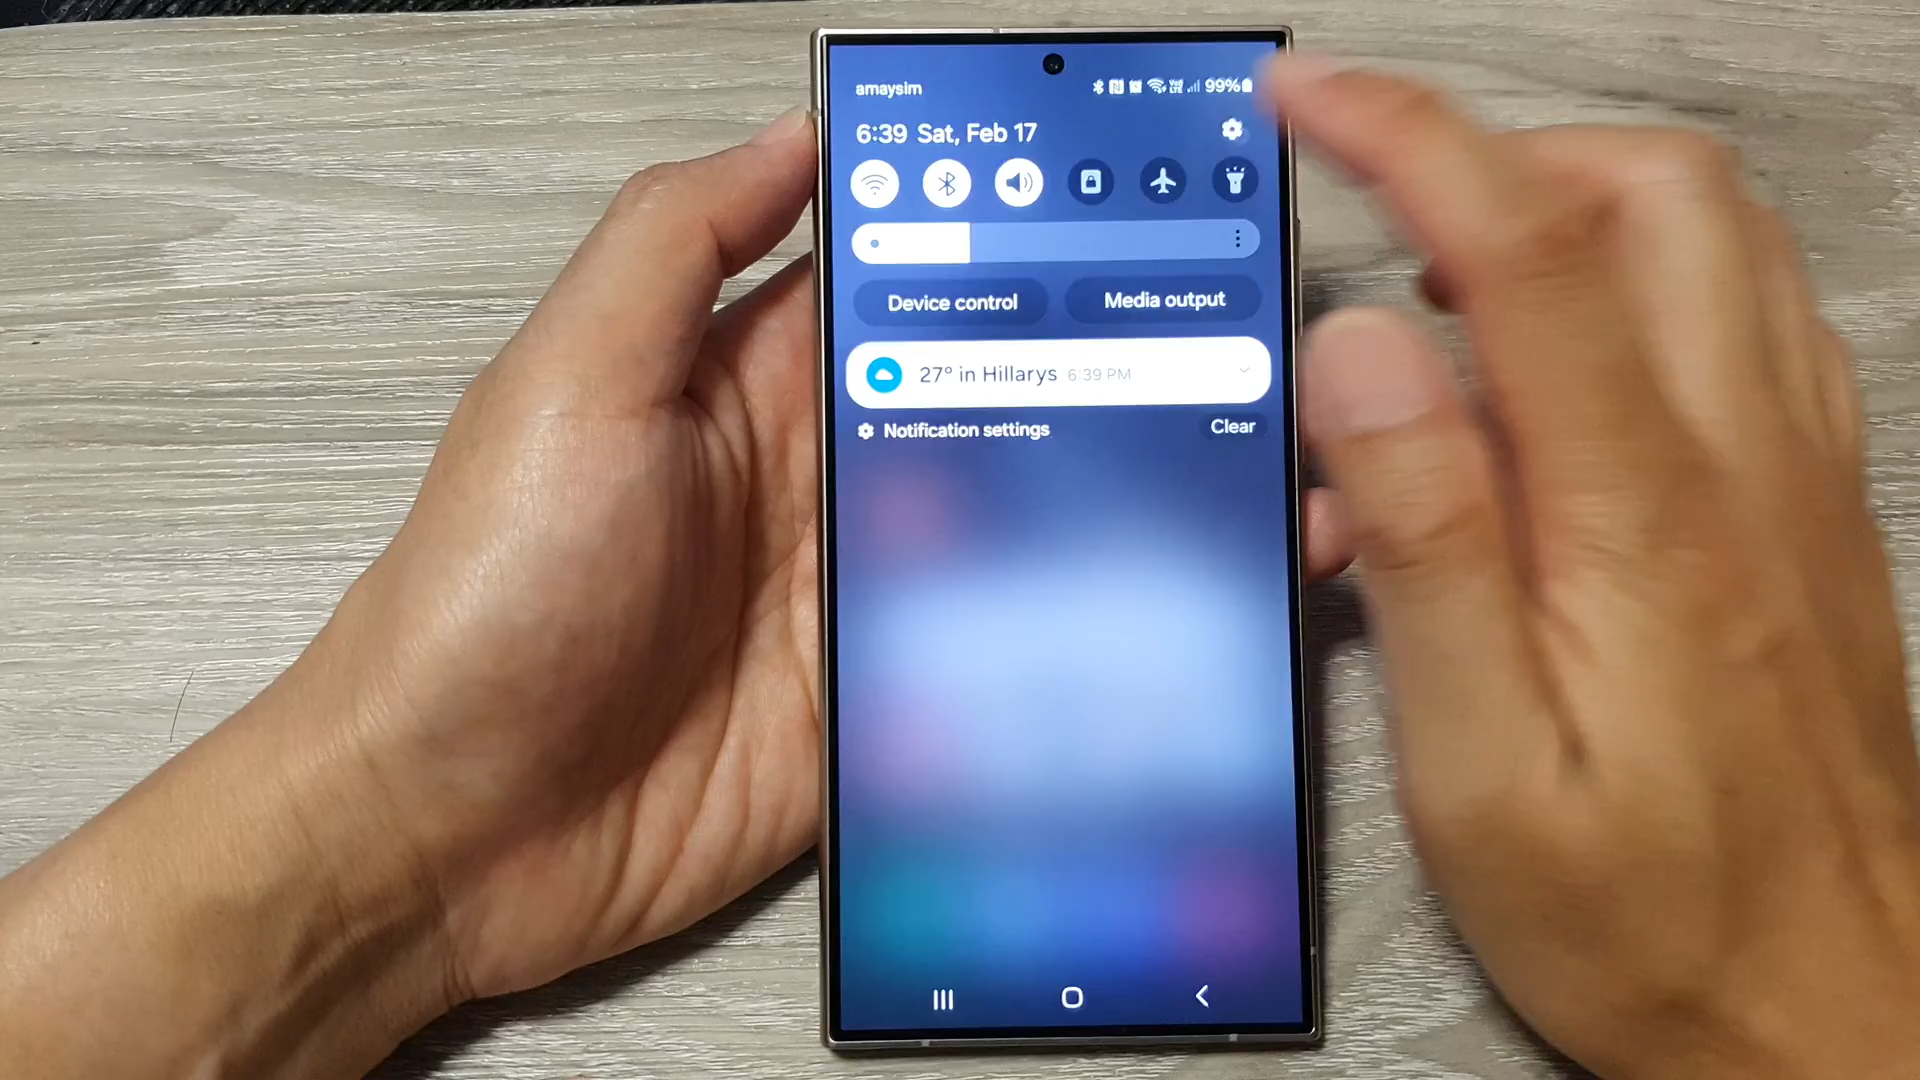 amaysim
99%
6:39 Sat, Feb 17
Device control
Media output
27° in Hillarys 6:39 PM
Notification settings
Clear